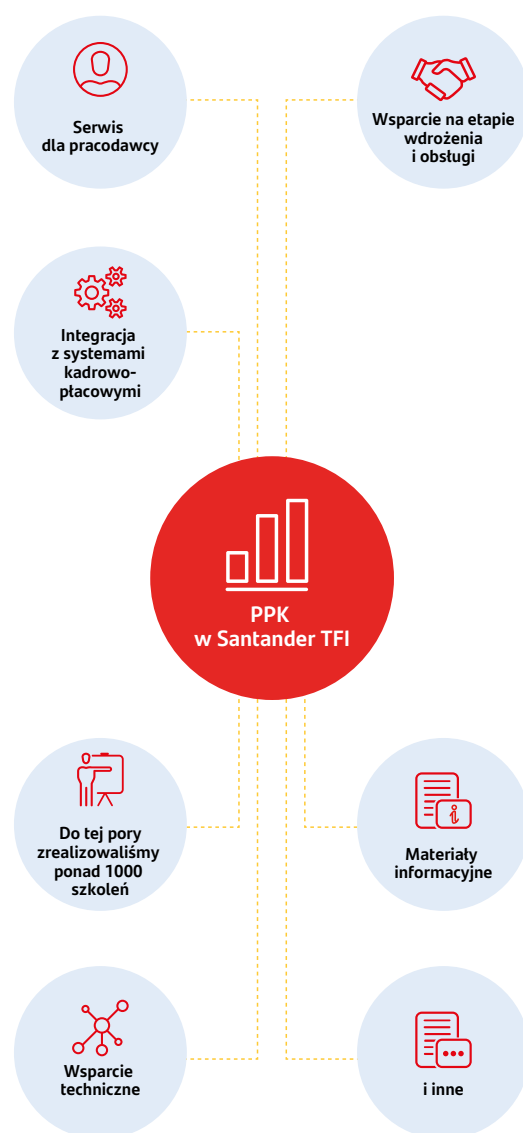 Serwis
dla pracodawcy
Wsparcie na etapie
wdrożenia
i obsługi
Integracja
z systemami
kadrowo-
płacowymi
PPK
w Santander TFI
Do tej pory
zrealizowaliśmy
ponad 1000
szkoleń
Materiały
informacyjne
Wsparcie
techniczne
i inne